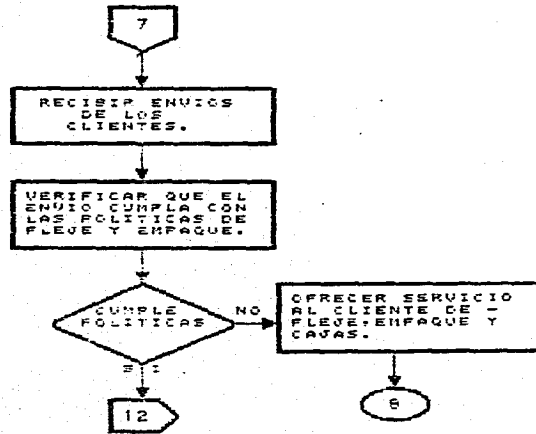 7
RECIBIR ENVIOS
DE LOS
CLIENTES.
VERIFICAR QUE EL
ENVIO CUMPLA CON
LAS POLITICAS DE
FLEJE Y EMPAQUE.
CUMPLE
POLITICAS
NO
OFRECER SERVICIO
AL CLIENTE DE -
FLEJE, EMPAQUE Y
CAJAS.
SI
12
8